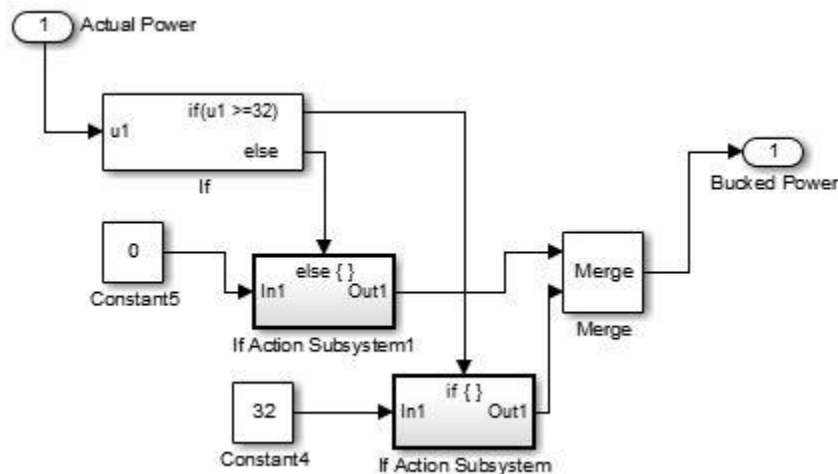 1 Actual Power
if(u1 >=32)
u1
else
If
1
Bucked Power
0
Constant5
else { }
In1 Out1
If Action Subsystem1
Merge
Merge
32
Constant4
if { }
In1 Out1
If Action Subsystem